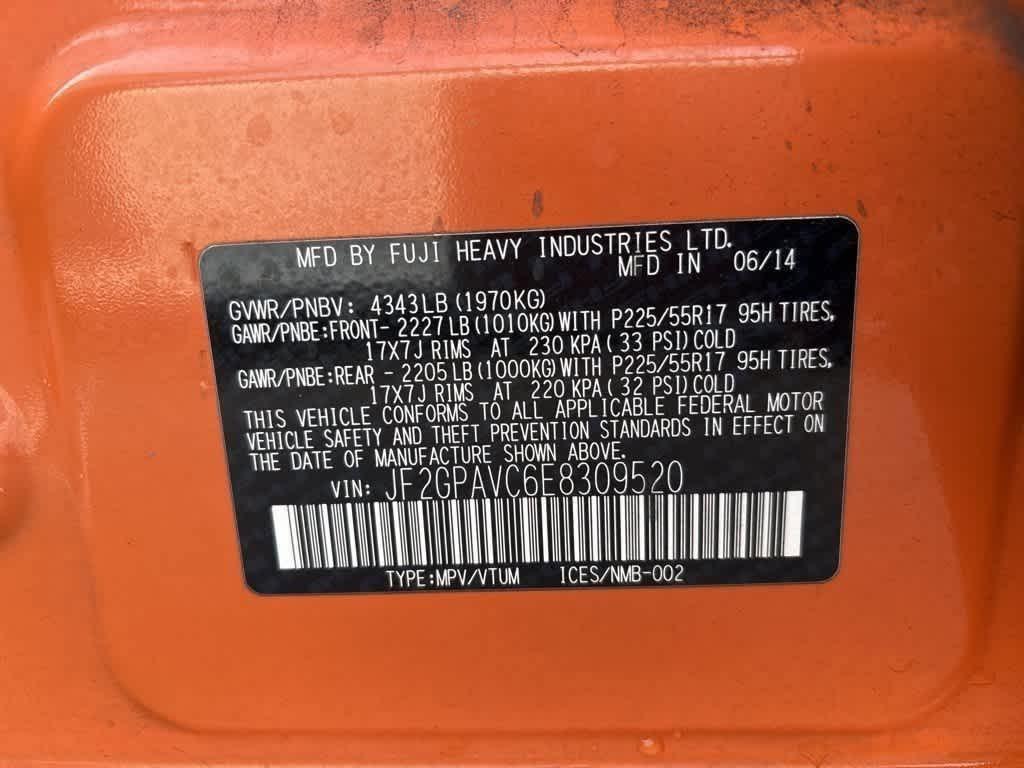 MFD BY FUJI HEAVY INDUSTRIES LTD.
MFD IN 06/14
GVWR/PNBV: 4343LB(1970KG)
GAWR/PNBE:FRONT- 2227LB(1010KG)WITH P225/55R17 95H TIRES,
17X7J RIMS AT 230 KPA( 33 PSI)COLD
GAWR/PNBE:REAR - 2205LB(1000KG)WITH P225/55R17 95H TIRES,
17X7J RIMS AT 220 KPA( 32 PSI)COLD
THIS VEHICLE CONFORMS TO ALL APPLICABLE FEDERAL MOTOR
VEHICLE SAFETY AND THEFT PREVENTION STANDARDS IN EFFECT ON
THE DATE OF MANUFACTURE SHOWN ABOVE.
VIN: JF2GPAVC6E8309520
TYPE:MPV/VTUM ICES/NMB-002